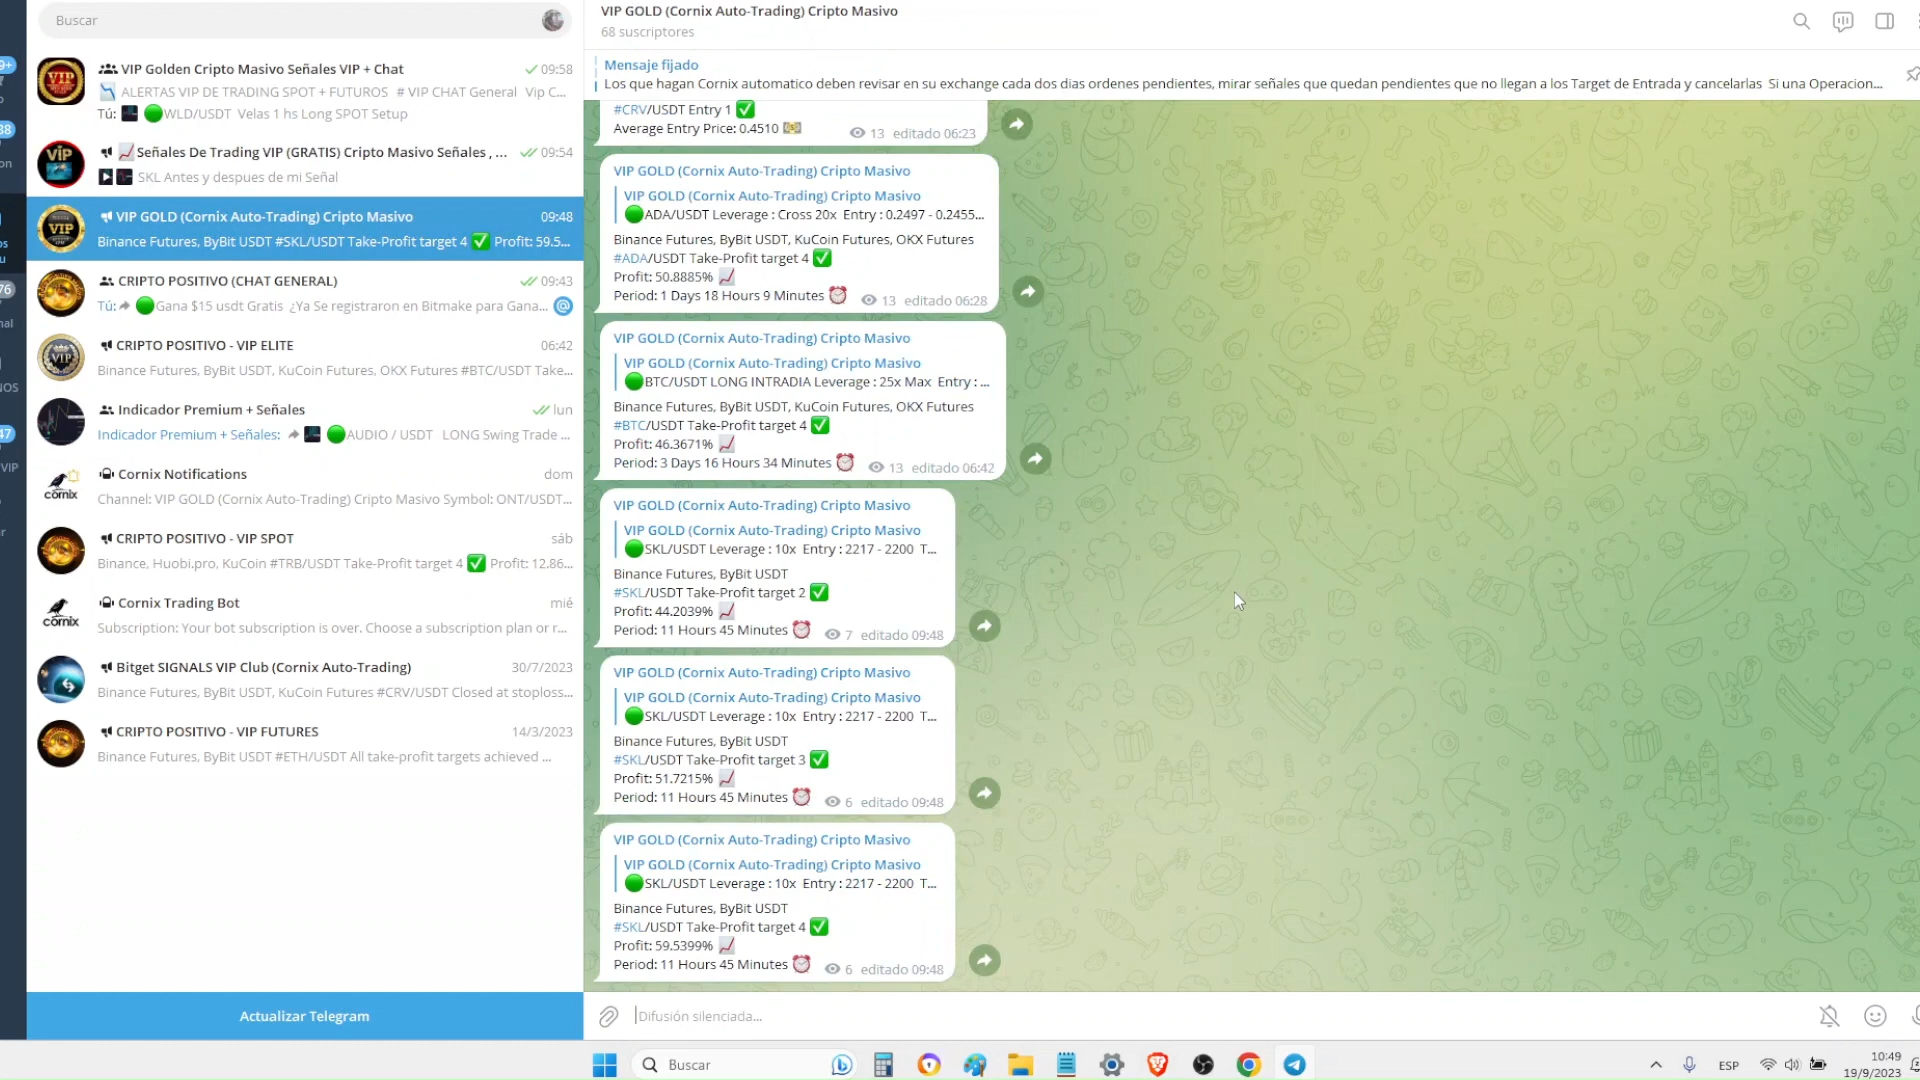 Buscar
VIP Golden Cripto Masivo Señales VIP + Chat
09:58
ALERTAS VIP DE TRADING SPOT + FUTUROS # VIP CHAT General Vip C...
Tú: WLD/USDT Velas 1 hs Long SPOT Setup
Señales De Trading VIP (GRATIS) Cripto Masivo Señales , ...
09:54
SKL Antes y despues de mi Señal
VIP GOLD (Cornix Auto-Trading) Cripto Masivo
09:48
Binance Futures, ByBit USDT #SKL/USDT Take-Profit target 4 ✅ Profit: 59.5...
CRIPTO POSITIVO (CHAT GENERAL)
09:43
Tú: Gana $15 usdt Gratis ¿Ya Se registraron en Bitmake para Gana...
@
CRIPTO POSITIVO - VIP ELITE
06:42
Binance Futures, ByBit USDT, KuCoin Futures, OKX Futures #BTC/USDT Take...
Indicador Premium + Señales
lun
Indicador Premium + Señales: AUDIO / USDT LONG Swing Trade ...
Cornix Notifications
dom
Channel: VIP GOLD (Cornix Auto-Trading) Cripto Masivo Symbol: ONT/USDT...
CRIPTO POSITIVO - VIP SPOT
sáb
Binance, Huobi.pro, KuCoin #TRB/USDT Take-Profit target 4 ✅ Profit: 12.86...
Cornix Trading Bot
mié
Subscription: Your bot subscription is over. Choose a subscription plan or r...
Bitget SIGNALS VIP Club (Cornix Auto-Trading)
30/7/2023
Binance Futures, ByBit USDT, KuCoin Futures #CRV/USDT Closed at stoploss...
CRIPTO POSITIVO - VIP FUTURES
14/3/2023
Binance Futures, ByBit USDT #ETH/USDT All take-profit targets achieved ...
Actualizar Telegram
VIP GOLD (Cornix Auto-Trading) Cripto Masivo
68 suscriptores
Mensaje fijado
Los que hagan Cornix automatico deben revisar en su exchange cada dos dias ordenes pendientes, mirar señales que quedan pendientes que no llegan a los Target de Entrada y cancelarlas Si una Operacion...
#CRV/USDT Entry 1 ✅
Average Entry Price: 0.4510 💵
13 editado 06:23
VIP GOLD (Cornix Auto-Trading) Cripto Masivo
VIP GOLD (Cornix Auto-Trading) Cripto Masivo
ADA/USDT Leverage : Cross 20x Entry : 0.2497 - 0.2455...
Binance Futures, ByBit USDT, KuCoin Futures, OKX Futures
#ADA/USDT Take-Profit target 4 ✅
Profit: 50.8885% 📈
Period: 1 Days 18 Hours 9 Minutes ⏰
13 editado 06:28
VIP GOLD (Cornix Auto-Trading) Cripto Masivo
VIP GOLD (Cornix Auto-Trading) Cripto Masivo
BTC/USDT LONG INTRADIA Leverage : 25x Max Entry : ...
Binance Futures, ByBit USDT, KuCoin Futures, OKX Futures
#BTC/USDT Take-Profit target 4 ✅
Profit: 46.3671% 📈
Period: 3 Days 16 Hours 34 Minutes ⏰
13 editado 06:42
VIP GOLD (Cornix Auto-Trading) Cripto Masivo
VIP GOLD (Cornix Auto-Trading) Cripto Masivo
SKL/USDT Leverage : 10x Entry : 2217 - 2200 T...
Binance Futures, ByBit USDT
#SKL/USDT Take-Profit target 2 ✅
Profit: 44.2039% 📈
Period: 11 Hours 45 Minutes ⏰
7 editado 09:48
VIP GOLD (Cornix Auto-Trading) Cripto Masivo
VIP GOLD (Cornix Auto-Trading) Cripto Masivo
SKL/USDT Leverage : 10x Entry : 2217 - 2200 T...
Binance Futures, ByBit USDT
#SKL/USDT Take-Profit target 3 ✅
Profit: 51.7215% 📈
Period: 11 Hours 45 Minutes ⏰
6 editado 09:48
VIP GOLD (Cornix Auto-Trading) Cripto Masivo
VIP GOLD (Cornix Auto-Trading) Cripto Masivo
SKL/USDT Leverage : 10x Entry : 2217 - 2200 T...
Binance Futures, ByBit USDT
#SKL/USDT Take-Profit target 4 ✅
Profit: 59.5399% 📈
Period: 11 Hours 45 Minutes ⏰
6 editado 09:48
Difusión silenciada...
Buscar
ESP
10:49
19/9/2023